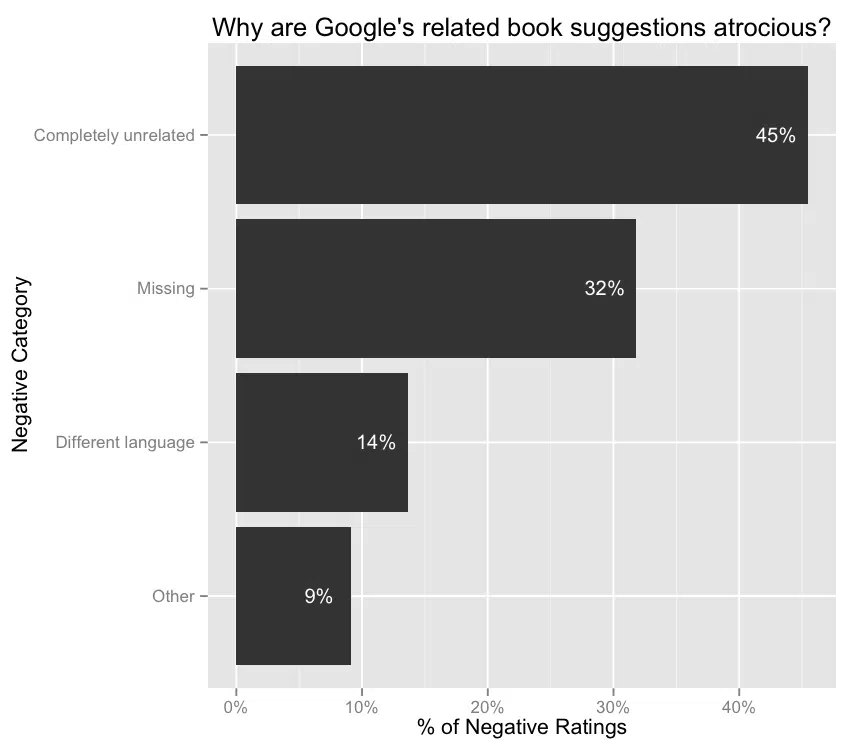 Why are Google's related book suggestions atrocious?
Negative Category
Completely unrelated
45%
Missing
32%
Different language
14%
Other
9%
0% 10% 20% 30% 40%
% of Negative Ratings